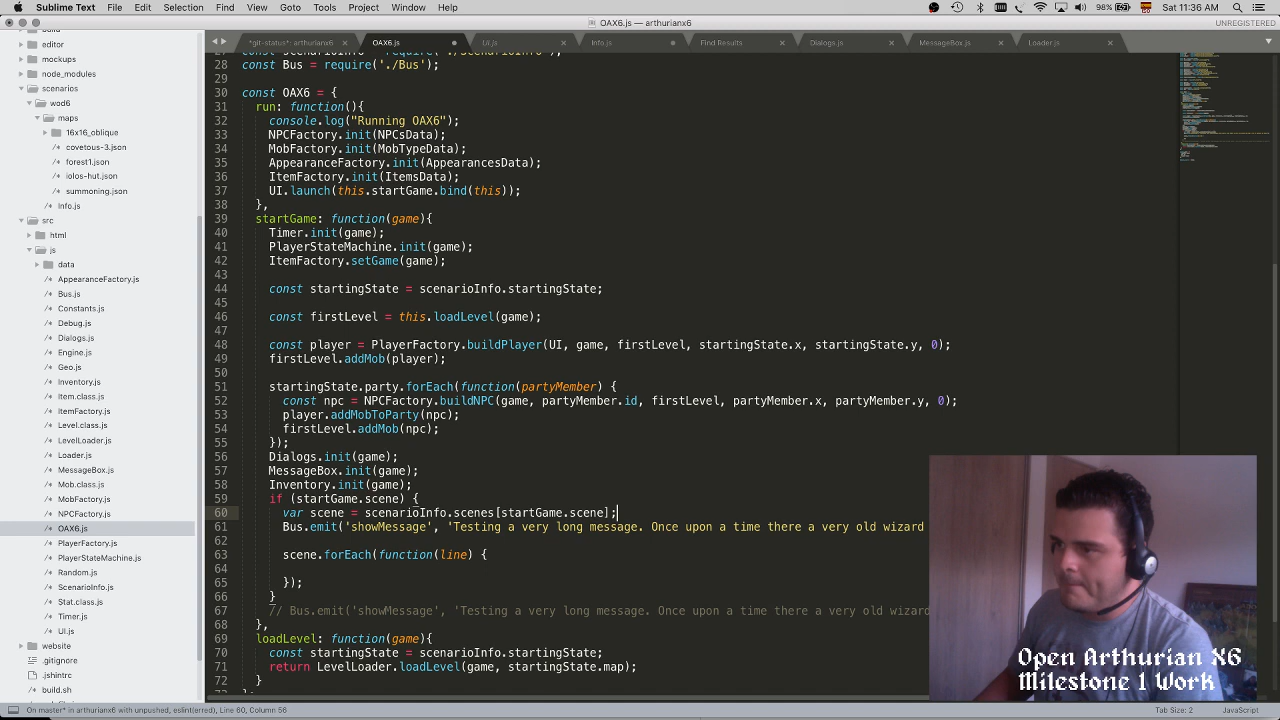 Sublime Text File Edit Selection Find View Goto Tools Project Window Help 98% Sat 11:36 AM
OAX6.js — arthurianx6 UNREGISTERED
*git-status*: arthurianx6 OAX6.js UI.js Info.js Find Results Dialogs.js MessageBox.js Loader.js
editor
mockups
node_modules
scenarios
wod6
maps
16x16_oblique
covetous-3.json
forest1.json
iolos-hut.json
summoning.json
Info.js
src
html
js
data
AppearanceFactory.js
Bus.js
Constants.js
Debug.js
Dialogs.js
Engine.js
Geo.js
Inventory.js
Item.class.js
ItemFactory.js
Level.class.js
LevelLoader.js
Loader.js
MessageBox.js
Mob.class.js
MobFactory.js
NPCFactory.js
OAX6.js
PlayerFactory.js
PlayerStateMachine.js
Random.js
ScenarioInfo.js
Stat.class.js
Timer.js
UI.js
website
.gitignore
.jshintrc
build.sh
28 const Bus = require('./Bus');
29
30 const OAX6 = {
31 run: function(){
32 console.log("Running OAX6");
33 NPCFactory.init(NPCsData);
34 MobFactory.init(MobTypeData);
35 AppearanceFactory.init(AppearancesData);
36 ItemFactory.init(ItemsData);
37 UI.launch(this.startGame.bind(this));
38 },
39 startGame: function(game){
40 Timer.init(game);
41 PlayerStateMachine.init(game);
42 ItemFactory.setGame(game);
43
44 const startingState = scenarioInfo.startingState;
45
46 const firstLevel = this.loadLevel(game);
47
48 const player = PlayerFactory.buildPlayer(UI, game, firstLevel, startingState.x, startingState.y, 0);
49 firstLevel.addMob(player);
50
51 startingState.party.forEach(function(partyMember) {
52 const npc = NPCFactory.buildNPC(game, partyMember.id, firstLevel, partyMember.x, partyMember.y, 0);
53 player.addMobToParty(npc);
54 firstLevel.addMob(npc);
55 });
56 Dialogs.init(game);
57 MessageBox.init(game);
58 Inventory.init(game);
59 if (startGame.scene) {
60 var scene = scenarioInfo.scenes[startGame.scene];
61 Bus.emit('showMessage', 'Testing a very long message. Once upon a time there a very old wizard
62
63 scene.forEach(function(line) {
64
65 });
66 }
67 // Bus.emit('showMessage', 'Testing a very long message. Once upon a time there a very old wizard
68 },
69 loadLevel: function(game){
70 const startingState = scenarioInfo.startingState;
71 return LevelLoader.loadLevel(game, startingState.map);
72 }
Open Arthurian X6
Milestone 1 Work
On master* in arthurianx6 with unpushed, eslint(erred), Line 60, Column 56 Tab Size: 2 JavaScript